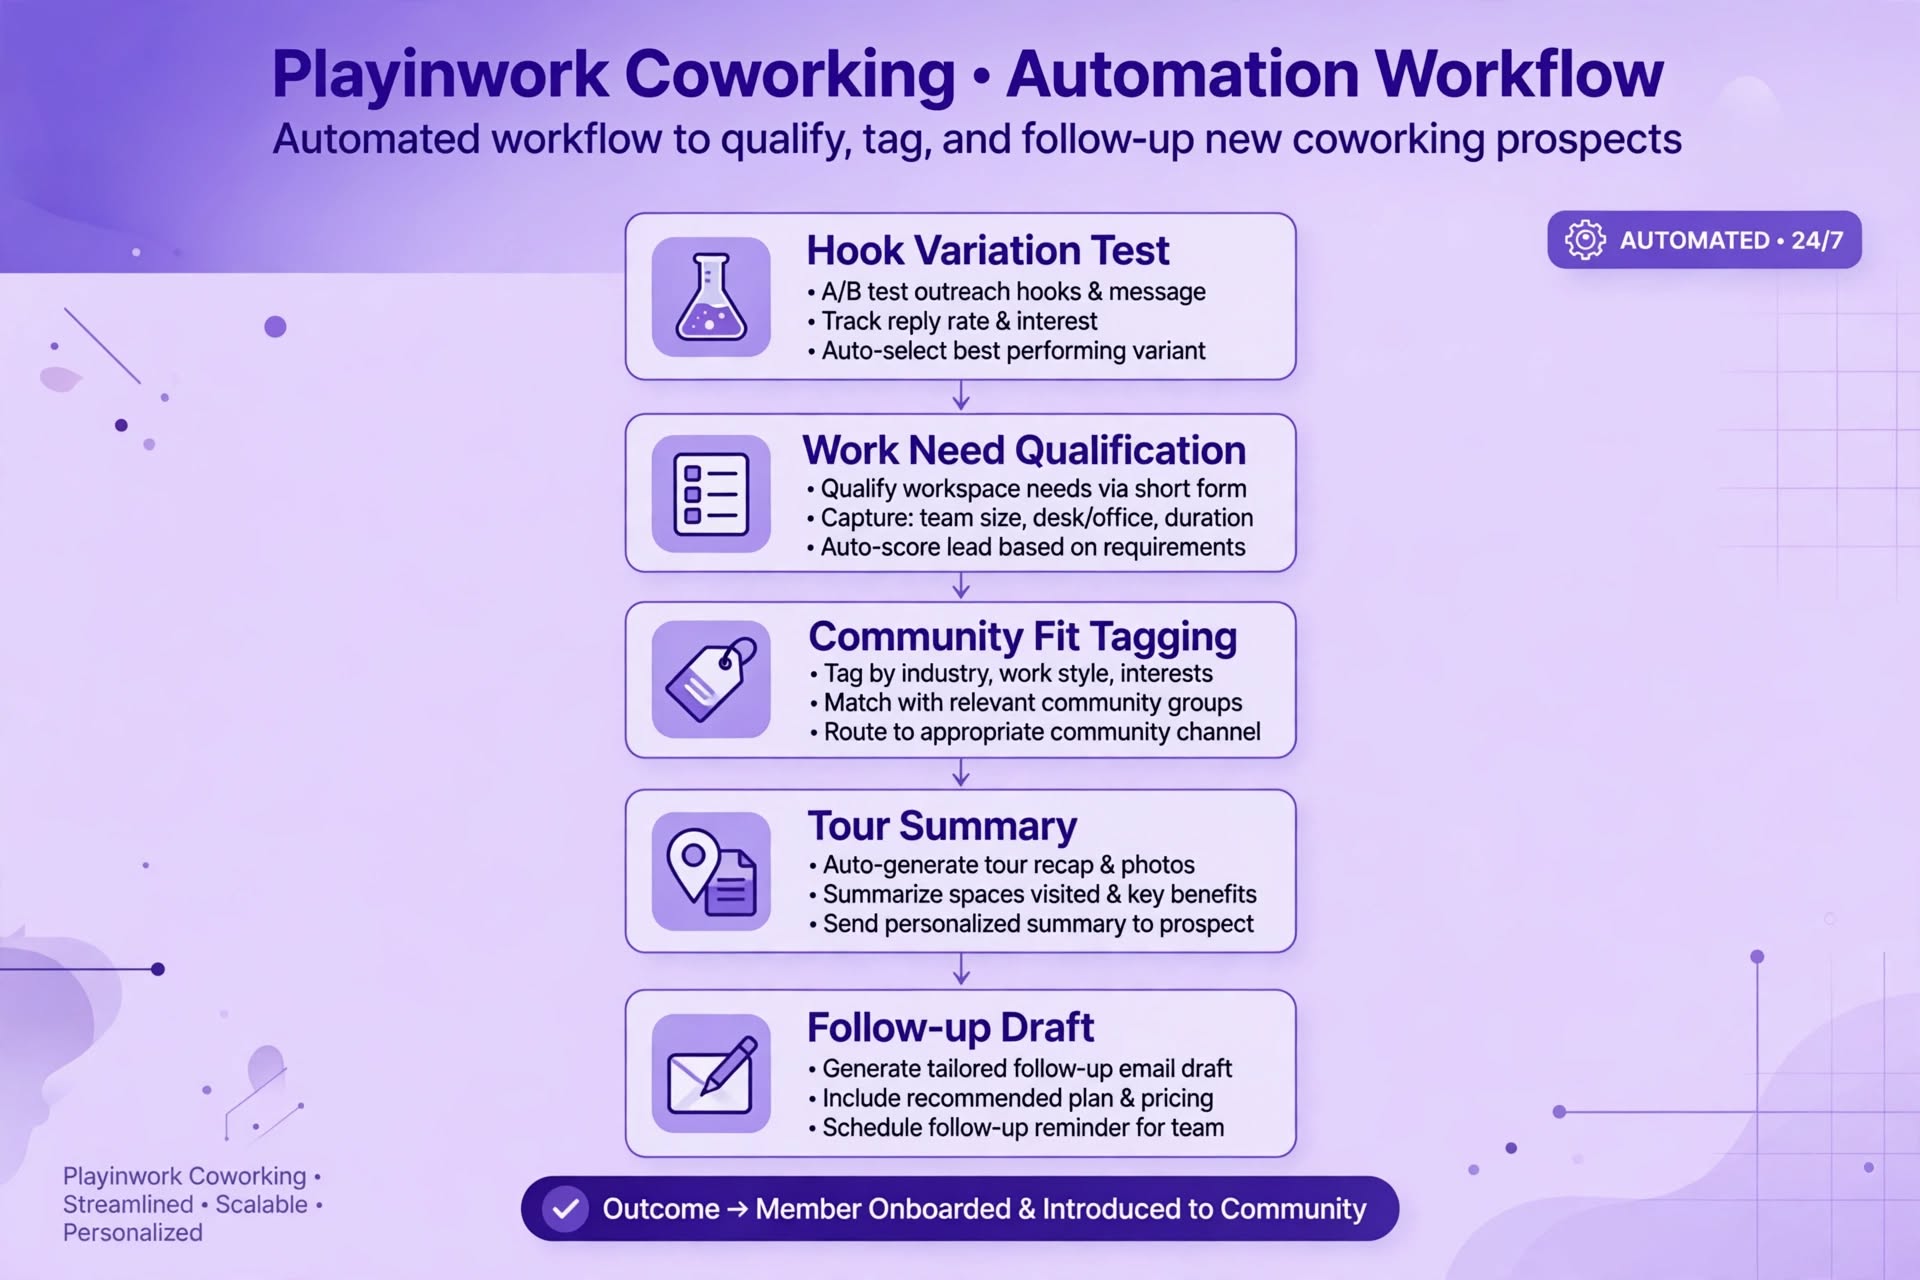 Playinwork Coworking • Automation Workflow
Automated workflow to qualify, tag, and follow-up new coworking prospects
AUTOMATED • 24/7
Hook Variation Test
• A/B test outreach hooks & message
• Track reply rate & interest
• Auto-select best performing variant
Work Need Qualification
• Qualify workspace needs via short form
• Capture: team size, desk/office, duration
• Auto-score lead based on requirements
Community Fit Tagging
• Tag by industry, work style, interests
• Match with relevant community groups
• Route to appropriate community channel
Tour Summary
• Auto-generate tour recap & photos
• Summarize spaces visited & key benefits
• Send personalized summary to prospect
Follow-up Draft
• Generate tailored follow-up email draft
• Include recommended plan & pricing
• Schedule follow-up reminder for team
Outcome → Member Onboarded & Introduced to Community
Playinwork Coworking •
Streamlined • Scalable •
Personalized